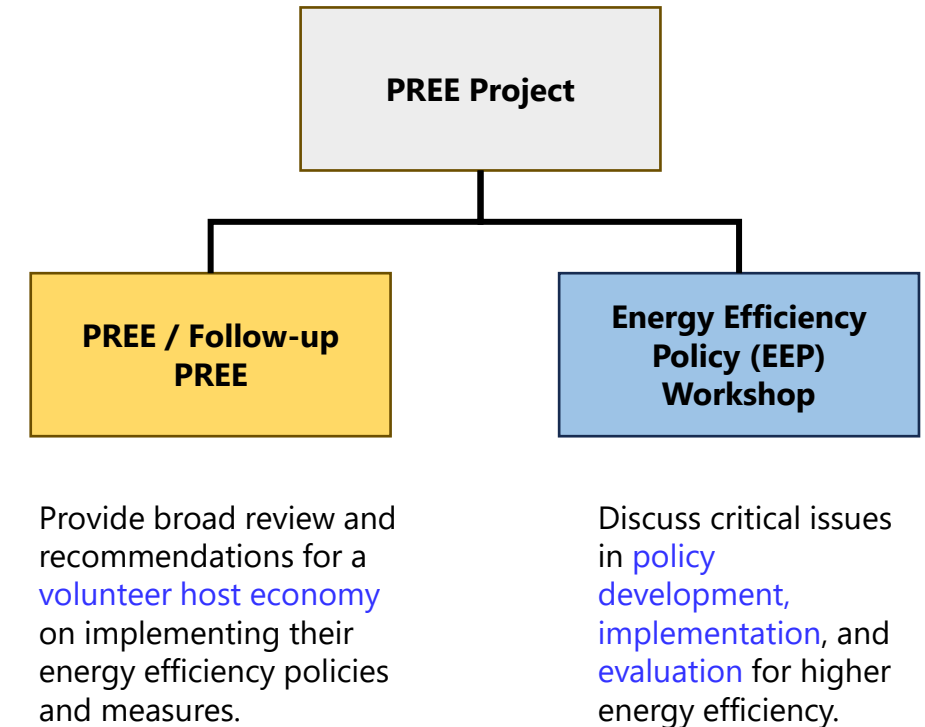 PREE Project
PREE / Follow-up
PREE
Energy Efficiency
Policy (EEP)
Workshop
Provide broad review and
recommendations for a
volunteer host economy
on implementing their
energy efficiency policies
and measures.
Discuss critical issues
in policy
development,
implementation, and
evaluation for higher
energy efficiency.